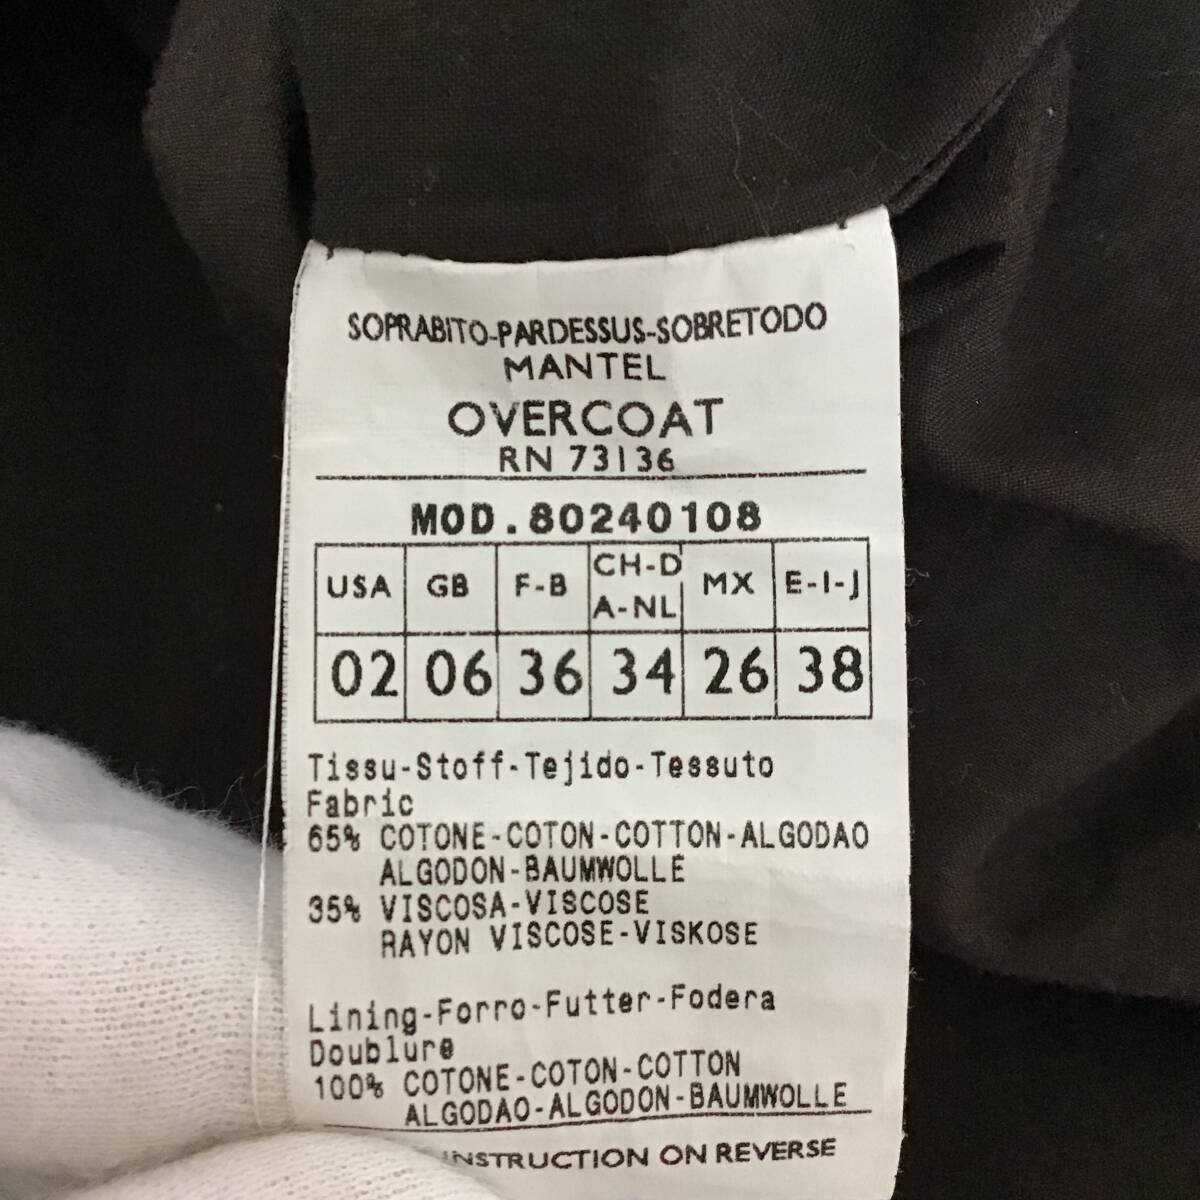 SOPRABITO-PARDESSUS-SOBRETODO
MANTEL
OVERCOAT
RN 73136
MOD.80240108
USA GB F-B CH-D A-NL MX E-I-J
02 06 36 34 26 38
Tissu-Stoff-Tejido-Tessuto
Fabric
65% COTONE-COTON-COTTON-ALGODAO
ALGODON-BAUMWOLLE
35% VISCOSA-VISCOSE
RAYON VISCOSE-VISKOSE
Lining-Forro-Futter-Fodera
Doublure
100% COTONE-COTON-COTTON
ALGODAO-ALGODON-BAUMWOLLE
INSTRUCTION ON REVERSE